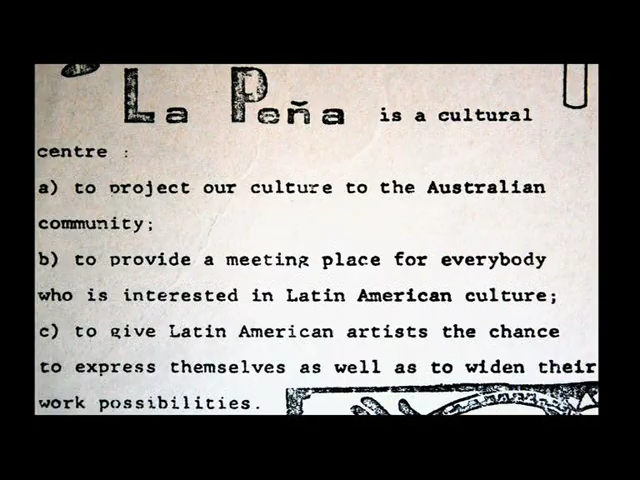 La Peña is a cultural
centre :
a) to project our culture to the Australian
community;
b) to provide a meeting place for everybody
who is interested in Latin American culture;
c) to give Latin American artists the chance
to express themselves as well as to widen their
work possibilities.